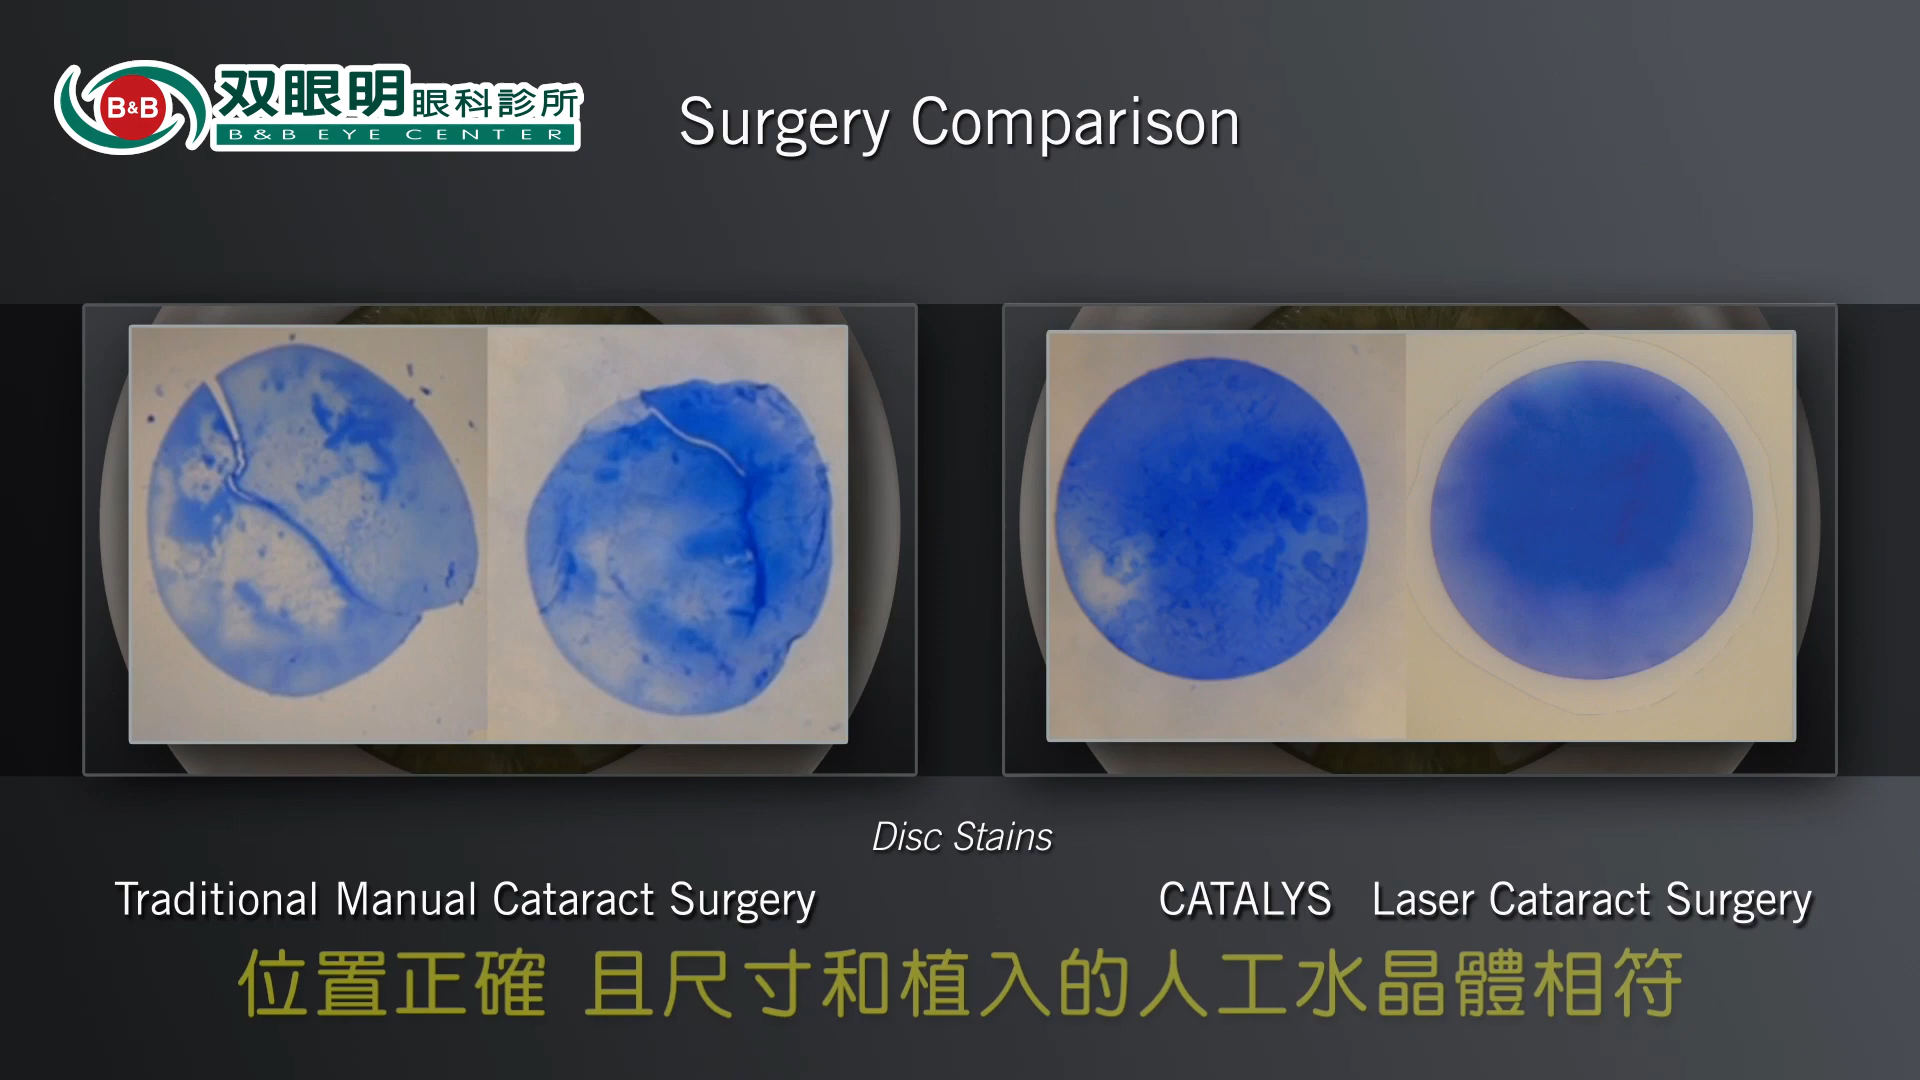 B&B
双眼明眼科診所
B&B EYE CENTER
Surgery Comparison
Disc Stains
Traditional Manual Cataract Surgery
CATALYS Laser Cataract Surgery
位置正確 且尺寸和植入的人工水晶體相符